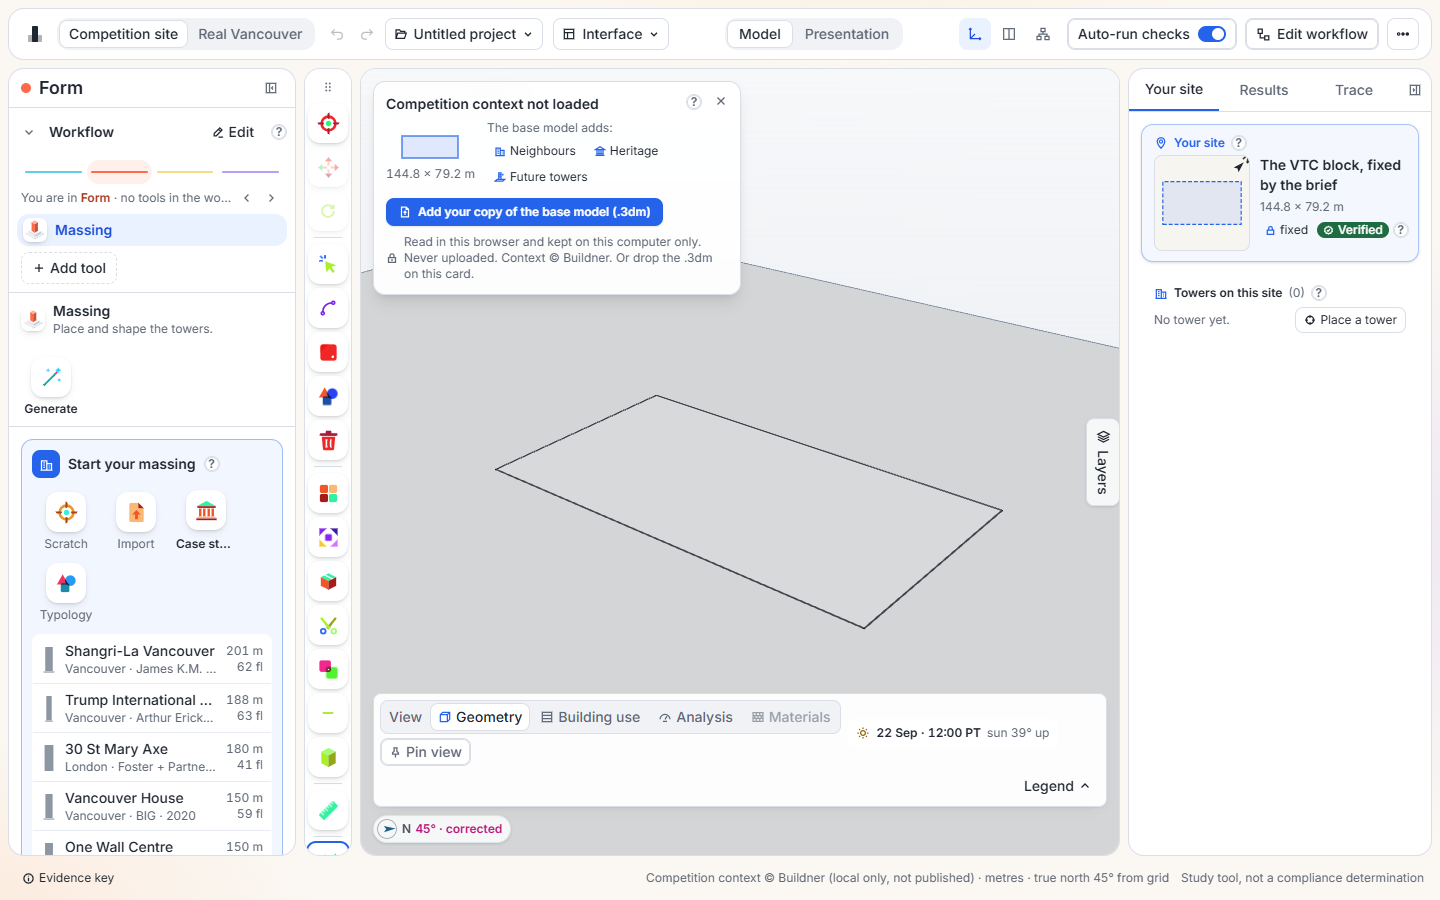 Competition site
Real Vancouver
Untitled project
Interface
Model
Presentation
Auto-run checks
Edit workflow
Form
Workflow
Edit
?
You are in Form · no tools in the wo...
Massing
+ Add tool
Massing
Place and shape the towers.
Generate
Start your massing
?
Scratch
Import
Case st...
Typology
Shangri-La Vancouver 201 m
Vancouver · James K.M. ... 62 fl
Trump International ... 188 m
Vancouver · Arthur Erick... 63 fl
30 St Mary Axe 180 m
London · Foster + Partne... 41 fl
Vancouver House 150 m
Vancouver · BIG · 2020 59 fl
One Wall Centre 150 m
Competition context not loaded
?
The base model adds:
Neighbours
Heritage
Future towers
144.8 × 79.2 m
Add your copy of the base model (.3dm)
Read in this browser and kept on this computer only.
Never uploaded. Context © Buildner. Or drop the .3dm
on this card.
Layers
View
Geometry
Building use
Analysis
Materials
Pin view
22 Sep · 12:00 PT sun 39° up
Legend
N 45° · corrected
Your site
Results
Trace
Your site
?
The VTC block, fixed
by the brief
144.8 × 79.2 m
fixed
Verified
?
Towers on this site (0)
?
No tower yet.
Place a tower
Evidence key
Competition context © Buildner (local only, not published) · metres · true north 45° from grid
Study tool, not a compliance determination